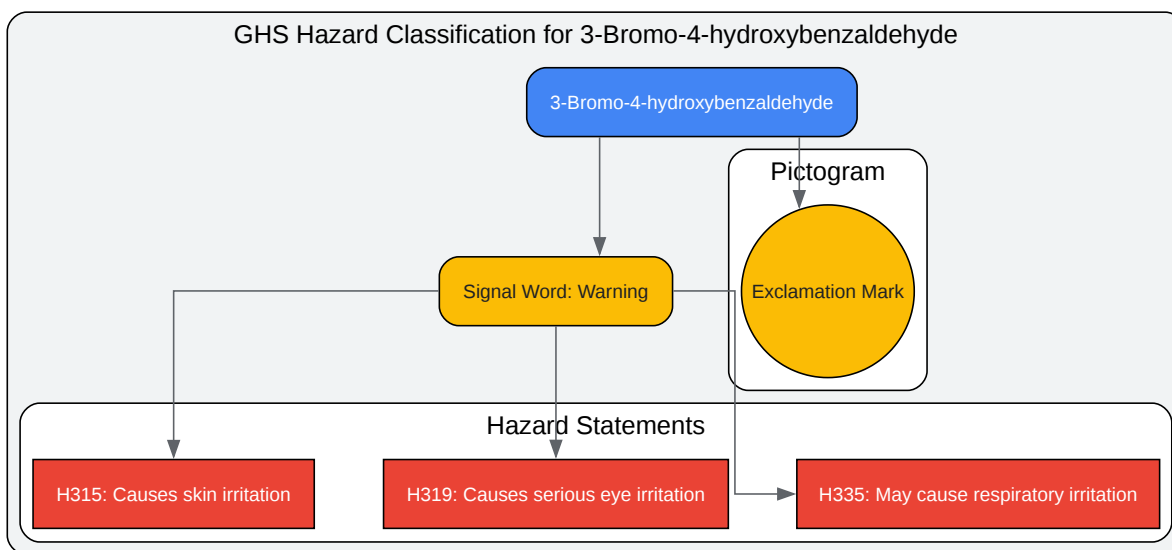 GHS Hazard Classification for 3-Bromo-4-hydroxybenzaldehyde
3-Bromo-4-hydroxybenzaldehyde
Pictogram
Signal Word: Warning
Exclamation Mark
Hazard Statements
H315: Causes skin irritation
H319: Causes serious eye irritation
H335: May cause respiratory irritation